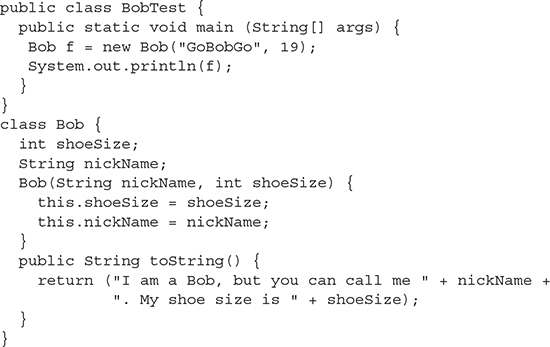 public class BobTest {
  public static void main (String[] args) {
   Bob f = new Bob("GoBobGo", 19);
   System.out.println(f);
  }
}
class Bob {
  int shoeSize;
  String nickName;
  Bob(String nickName, int shoeSize) {
    this.shoeSize = shoeSize;
    this.nickName = nickName;
  }
  public String toString() {
    return ("I am a Bob, but you can call me " + nickName +
            ". My shoe size is " + shoeSize);
  }
}